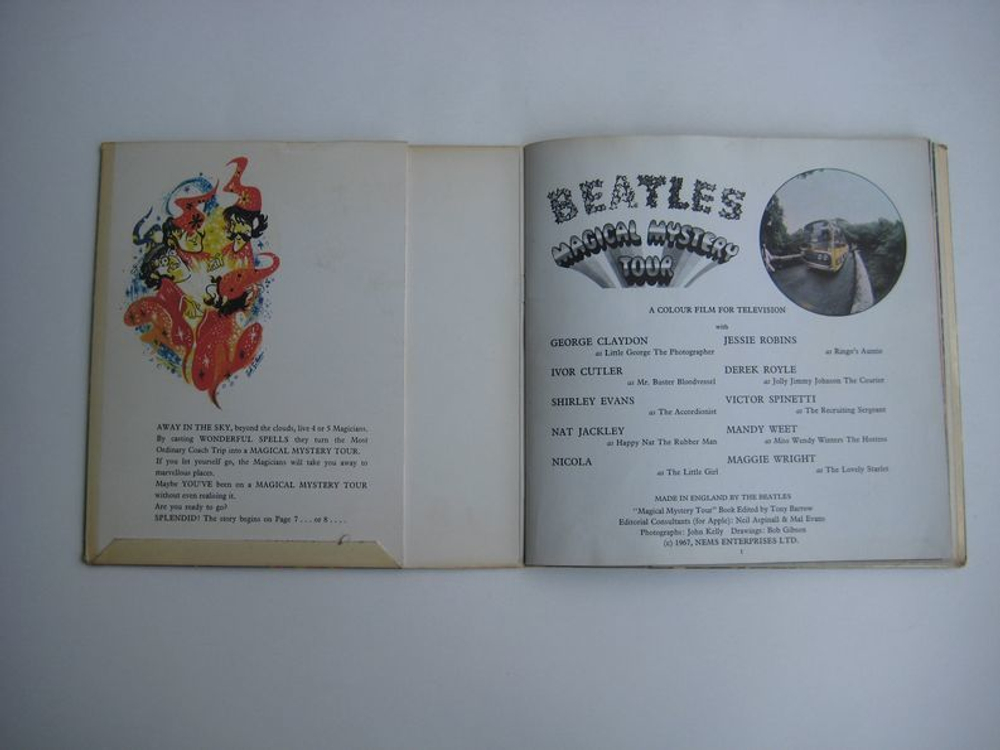 AWAY IN THE SKY, beyond the clouds, live 4 or 5 Magicians.
By casting WONDERFUL SPELLS they turn the Most
Ordinary Coach Trip into a MAGICAL MYSTERY TOUR.
If you let yourself go, the Magicians will take you away to
marvellous places.
Maybe YOU'VE been on a MAGICAL MYSTERY TOUR
without even realising it.
Are you ready to go?
SPLENDID! The story begins on Page 7 . . . or 8 . . . .
BEATLES
MAGICAL MYSTERY
TOUR
A COLOUR FILM FOR TELEVISION
with
GEORGE CLAYDON
as Little George The Photographer
IVOR CUTLER
as Mr. Buster Bloodvessel
SHIRLEY EVANS
as The Accordionist
NAT JACKLEY
as Happy Nat The Rubber Man
NICOLA
as The Little Girl
JESSIE ROBINS
as Ringo's Auntie
DEREK ROYLE
as Jolly Jimmy Johnson The Courier
VICTOR SPINETTI
as The Recruiting Sergeant
MANDY WEET
as Miss Wendy Winters The Hostess
MAGGIE WRIGHT
as The Lovely Starlet
MADE IN ENGLAND BY THE BEATLES
"Magical Mystery Tour" Book Edited by Tony Barrow
Editorial Consultants (for Apple): Neil Aspinall & Mal Evans
Photographs: John Kelly Drawings: Bob Gibson
(c) 1967, NEMS ENTERPRISES LTD.
1